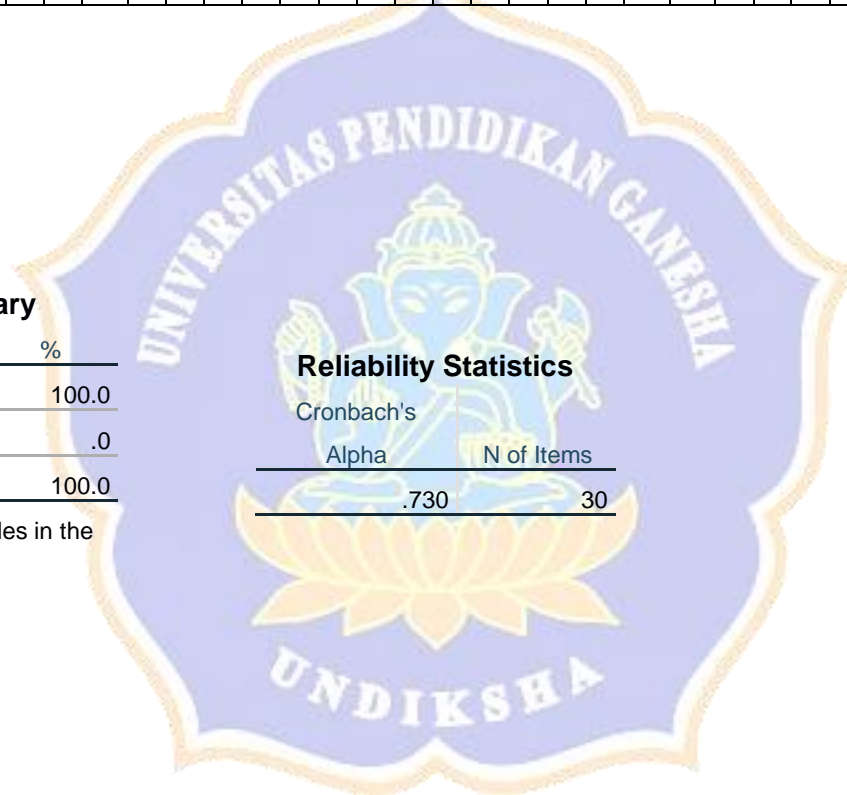 UNIVERSITAS PENDIDIKAN GANESHA
ary
%
100.0
.0
100.0
les in the
Reliability Statistics
Cronbach's
Alpha N of Items
.730 30
UNDIKSHA